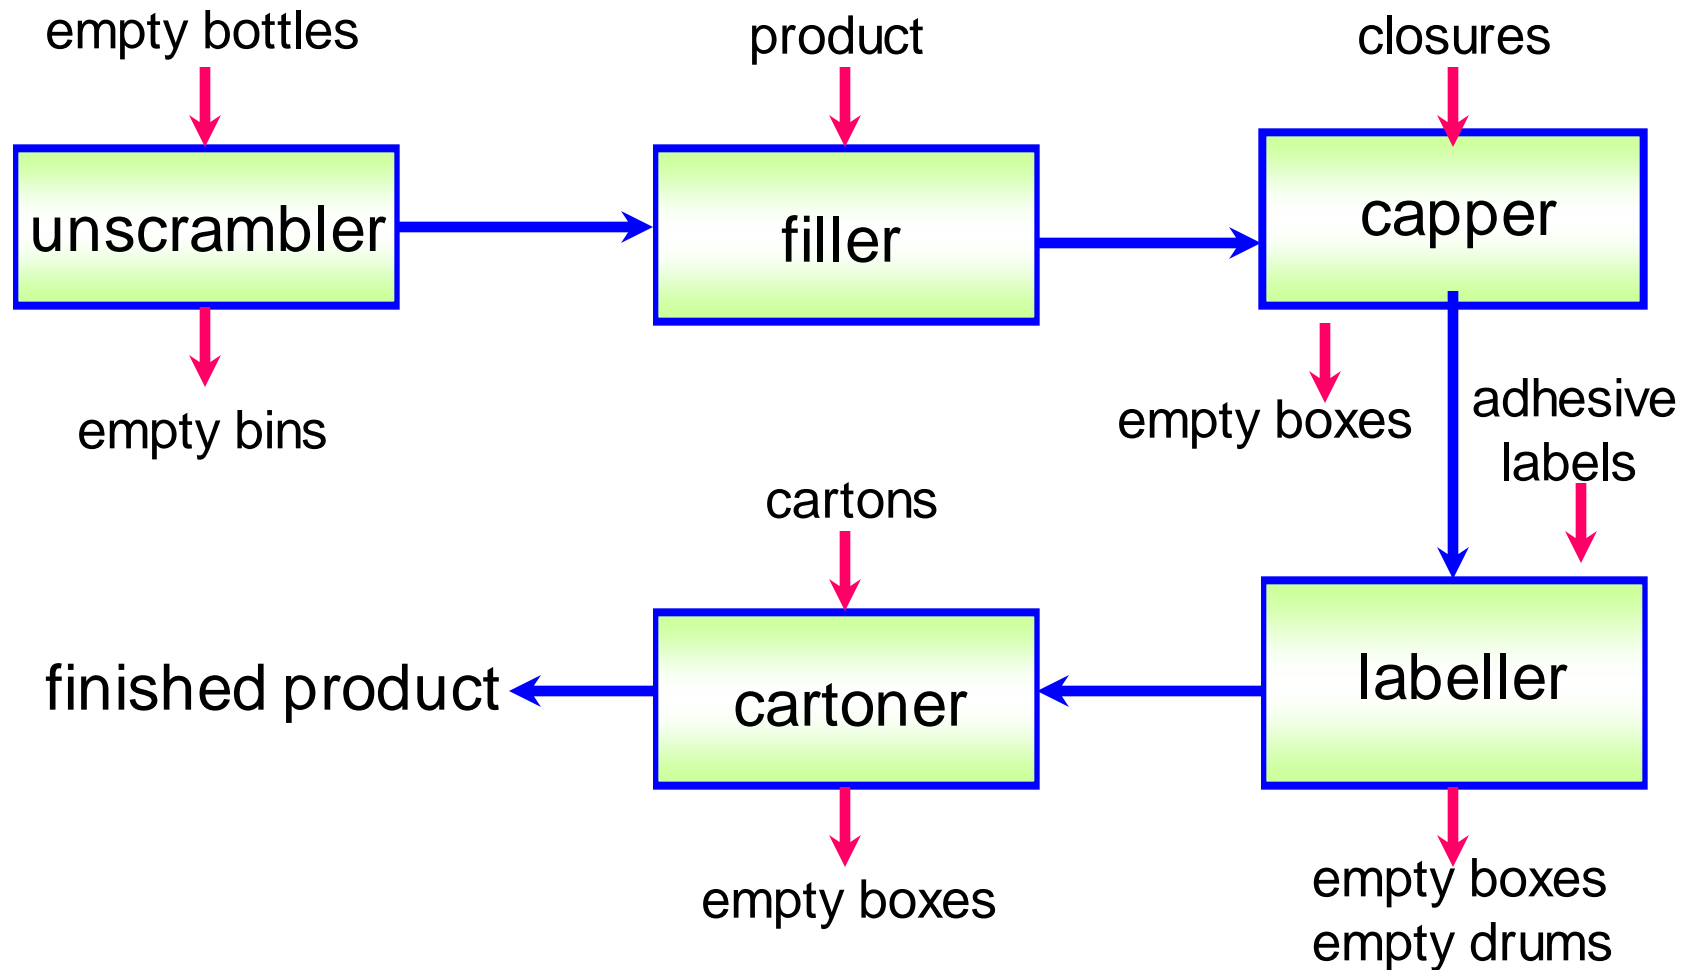 empty bottles
product
closures
unscrambler
filler
capper
empty bins
empty boxes
adhesive
labels
cartons
finished product
cartoner
labeller
empty boxes
empty boxes
empty drums